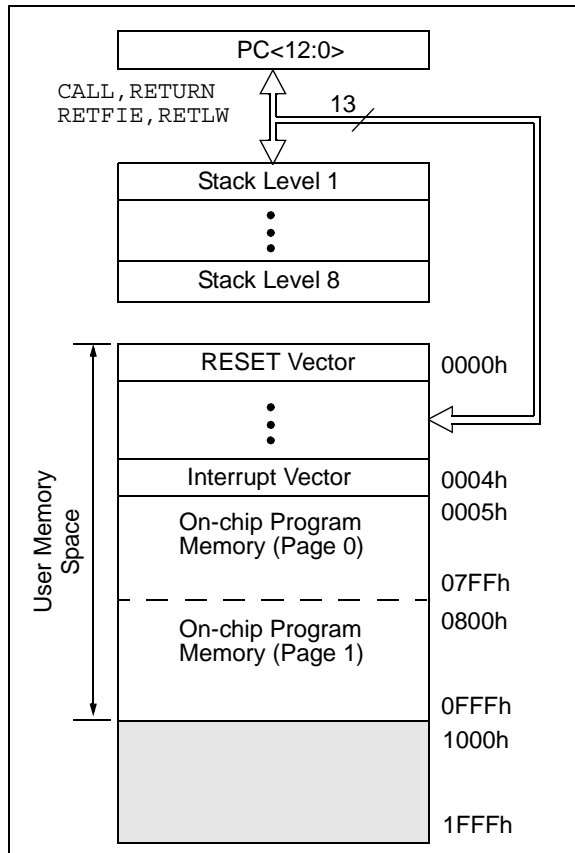 PC<12:0>
CALL,RETURN
RETFIE,RETLW
13
Stack Level 1
Stack Level 8
RESET Vector
0000h
Interrupt Vector
0004h
0005h
On-chip Program
Memory (Page 0)
07FFh
0800h
On-chip Program
Memory (Page 1)
0FFFh
1000h
1FFFh
User Memory
Space